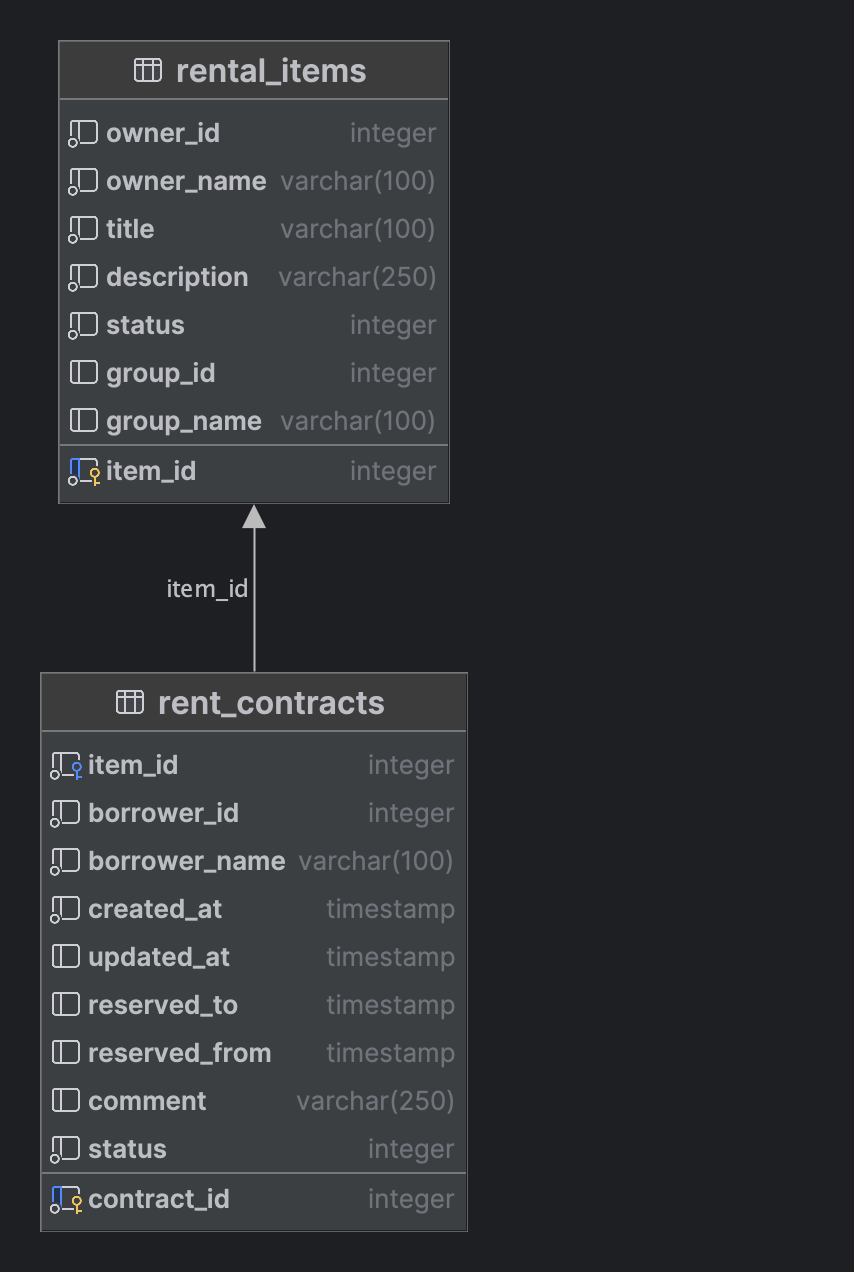 rental_items
owner_id integer
owner_name varchar(100)
title varchar(100)
description varchar(250)
status integer
group_id integer
group_name varchar(100)
item_id integer
item_id
rent_contracts
item_id integer
borrower_id integer
borrower_name varchar(100)
created_at timestamp
updated_at timestamp
reserved_to timestamp
reserved_from timestamp
comment varchar(250)
status integer
contract_id integer